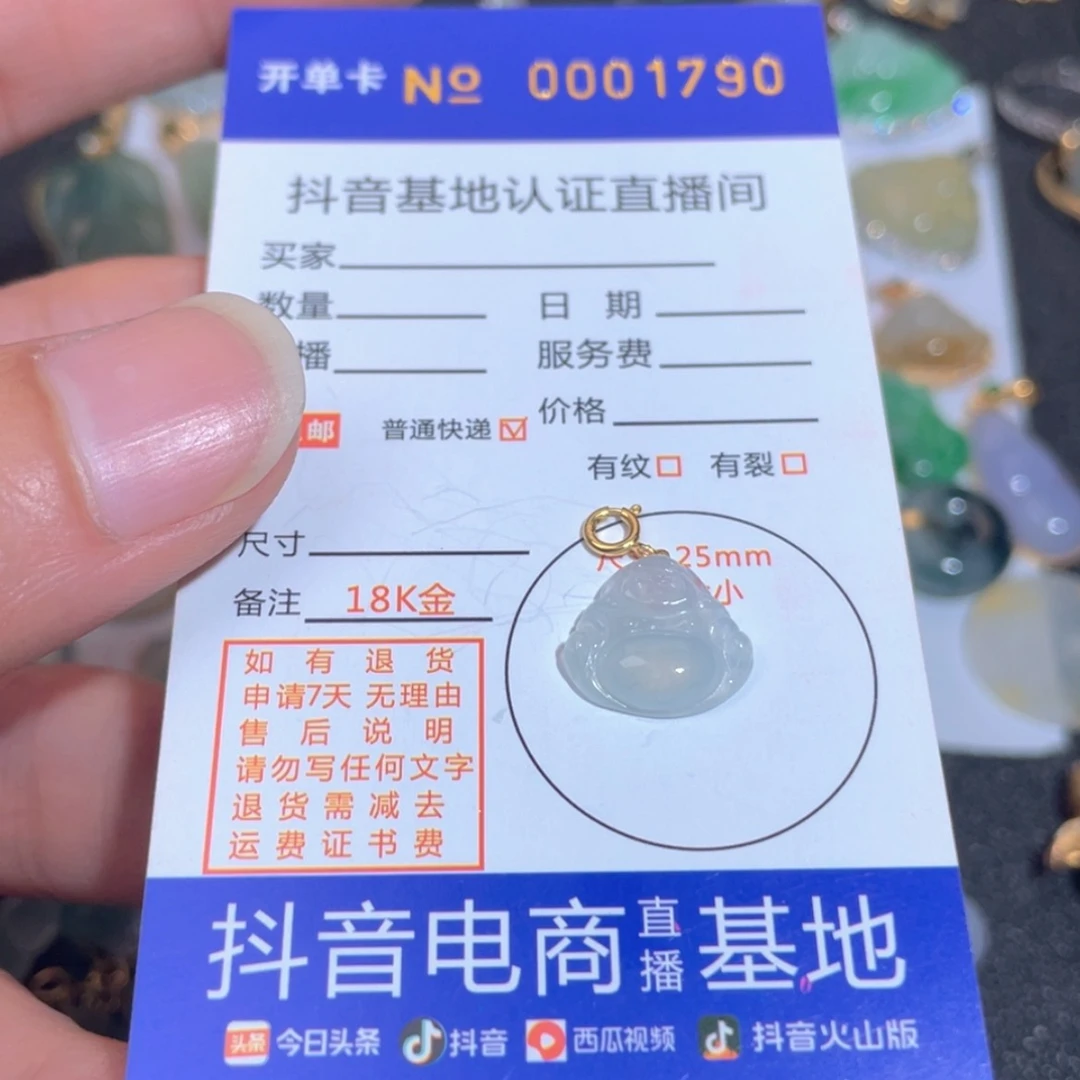 开单卡 No 0001790
抖音基地认证直播间
买家
数量 日 期
播 服务费
邮 普通快递 价格
有纹 有裂
尺寸
25mm
小
备注 18K金
如有退货
申请7天无理由
售后说明
请勿写任何文字
退货需减去
运费证书费
抖音电商直播基地
头条 今日头条 抖音 西瓜视频 抖音火山版